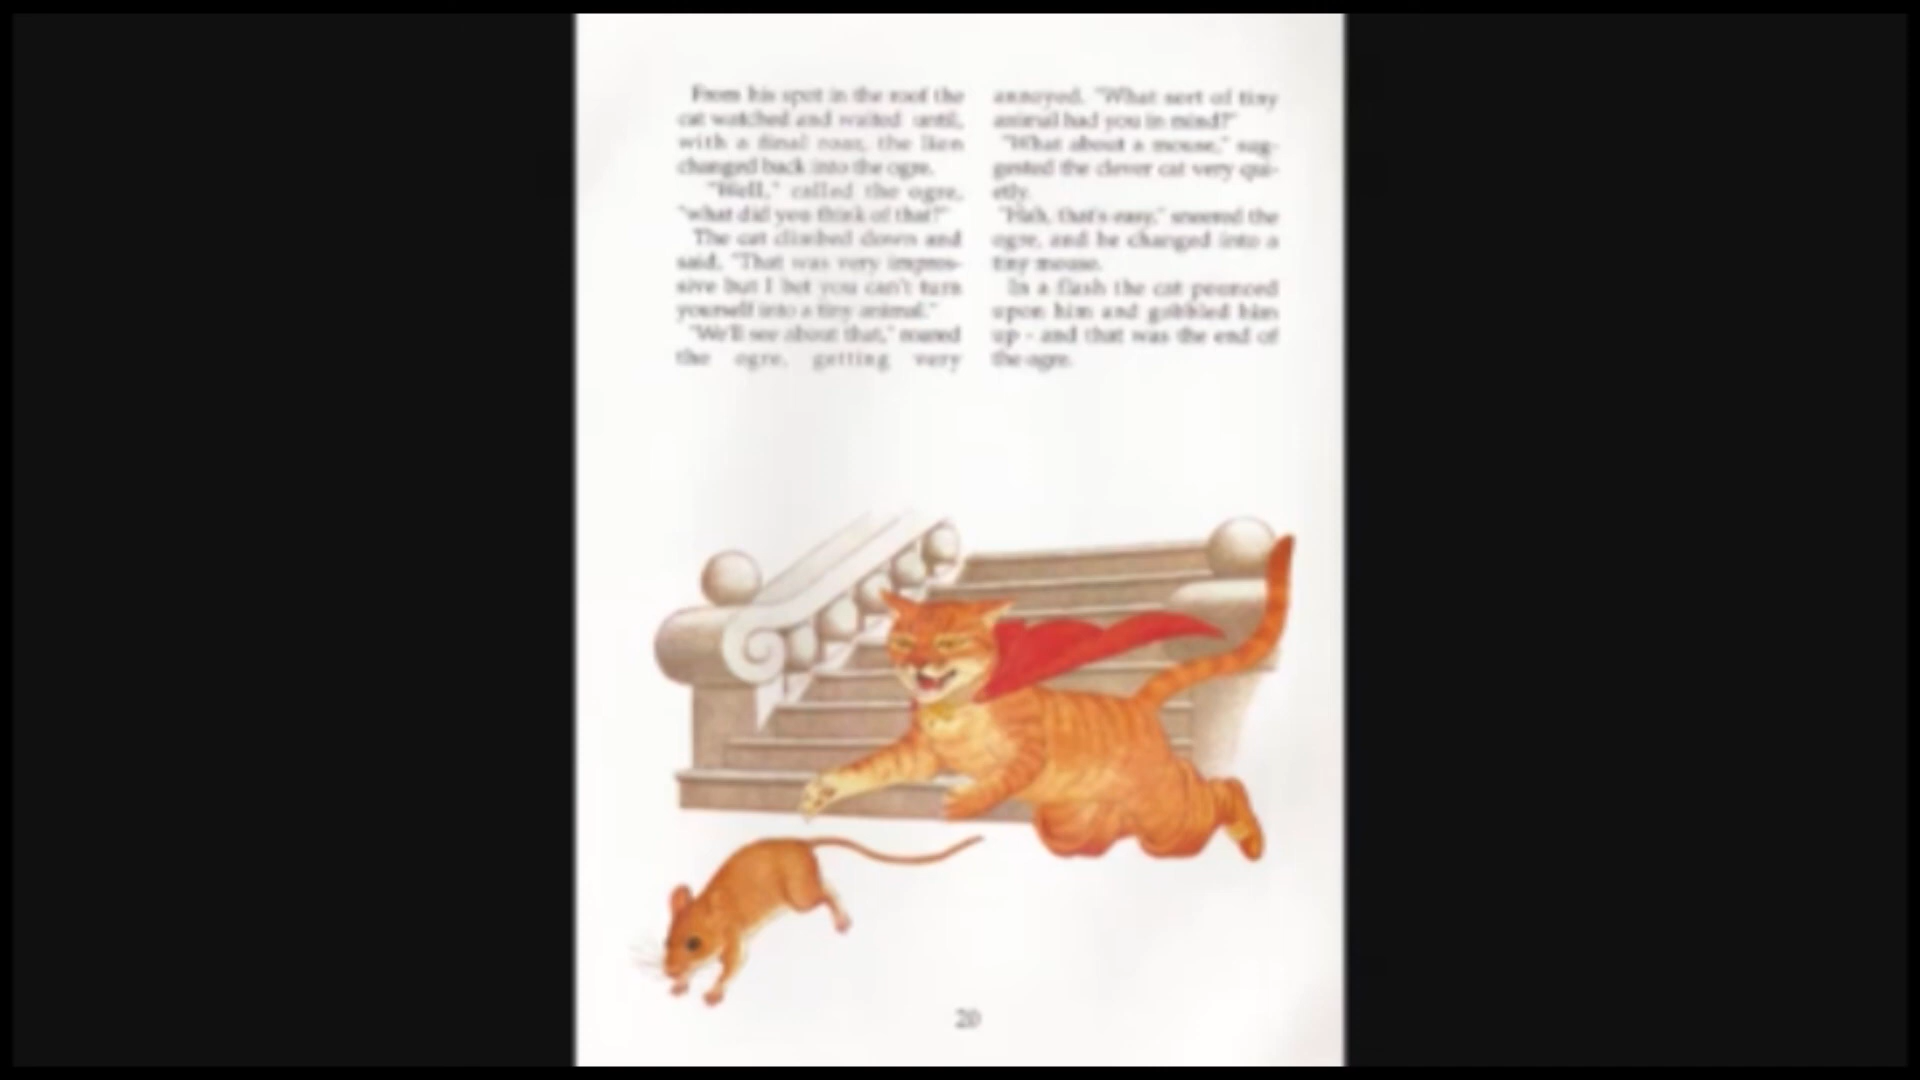 From his spot in the roof the
cat watched and waited until,
with a final roar, the lion
changed back into the ogre.
"Well," called the ogre,
"what did you think of that?"
The cat climbed down and
said, "That was very impres-
sive but I bet you can't turn
yourself into a tiny animal."
"We'll see about that," roared
the ogre, getting very
annoyed. "What sort of tiny
animal had you in mind?"
"What about a mouse," sug-
gested the clever cat very qui-
etly.
"Hah, that's easy," sneered the
ogre, and he changed into a
tiny mouse.
In a flash the cat pounced
upon him and gobbled him
up - and that was the end of
the ogre.
20